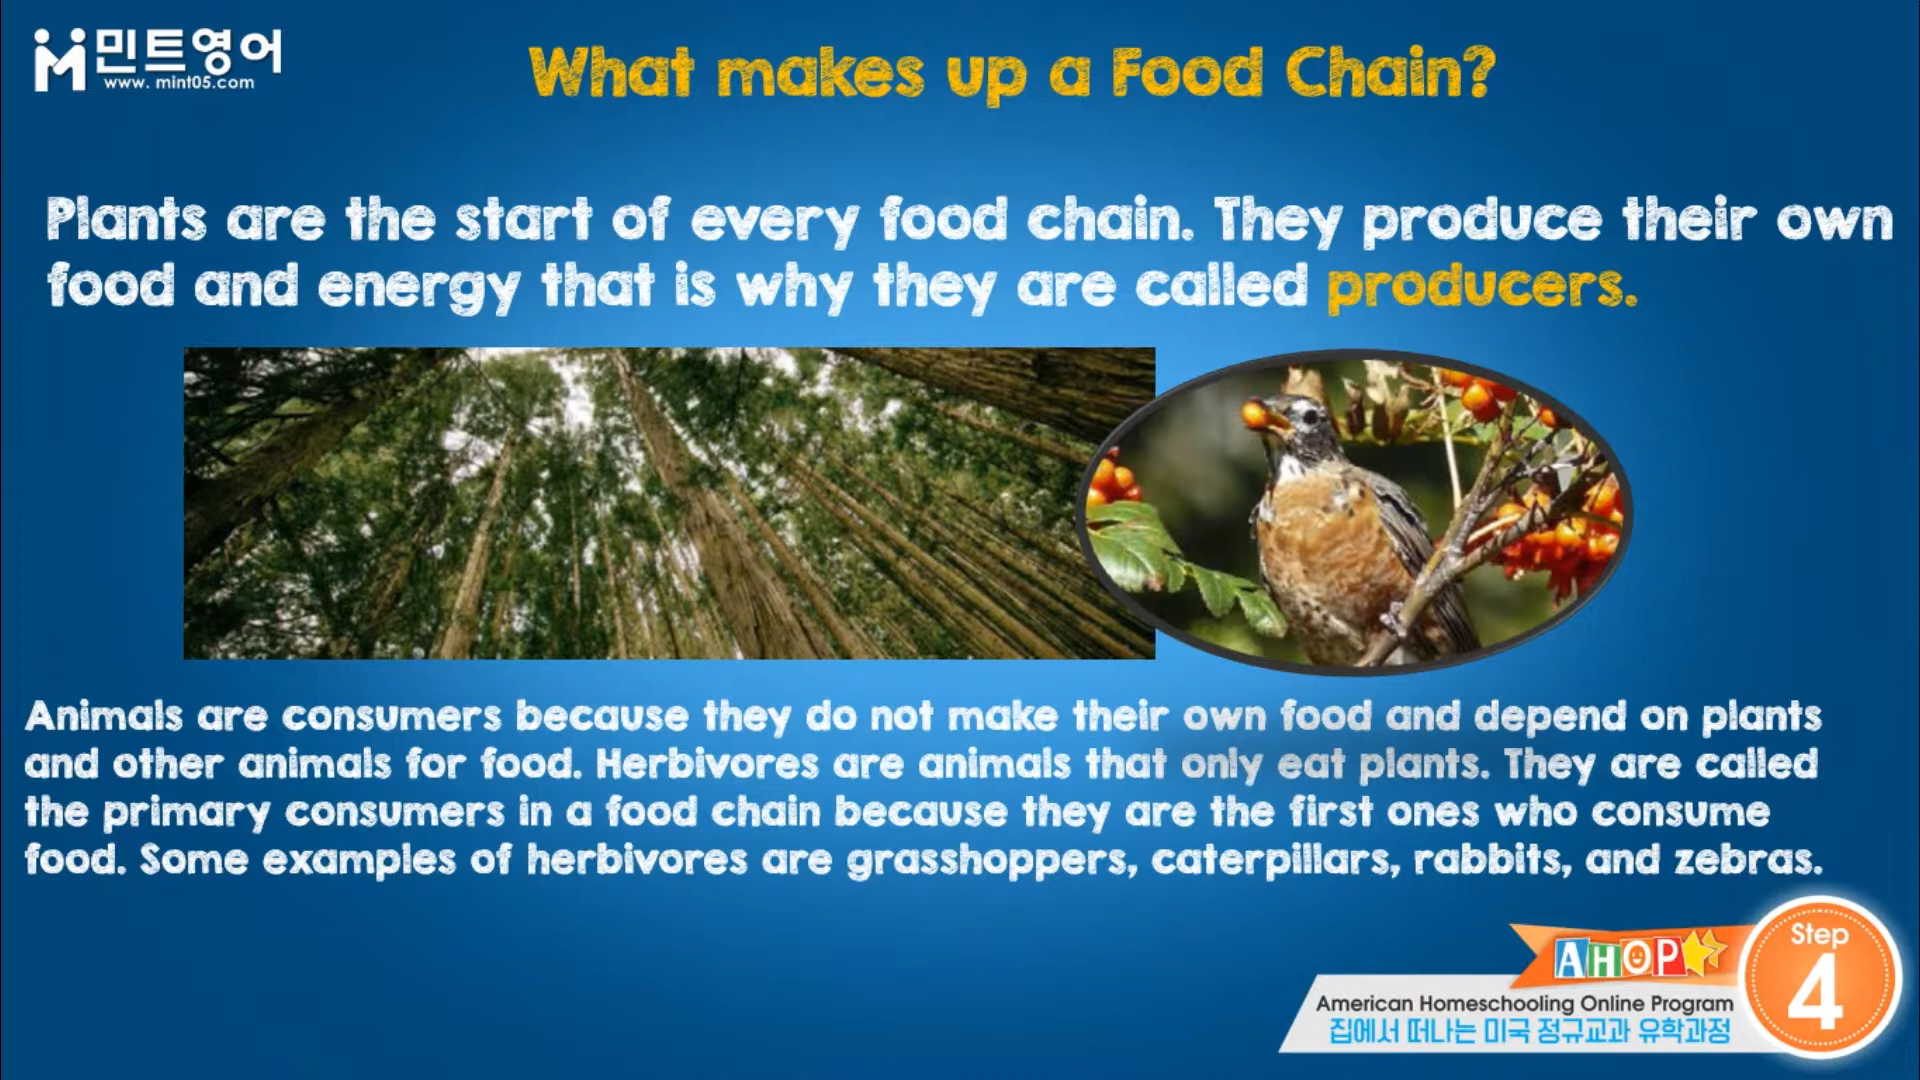 민트영어
www. mint05.com
What makes up a Food Chain?
Plants are the start of every food chain. They produce their own
food and energy that is why they are called producers.
Animals are consumers because they do not make their own food and depend on plants
and other animals for food. Herbivores are animals that only eat plants. They are called
the primary consumers in a food chain because they are the first ones who consume
food. Some examples of herbivores are grasshoppers, caterpillars, rabbits, and zebras.
AHOP
Step
4
American Homeschooling Online Program
집에서 떠나는 미국 정규교과 유학과정